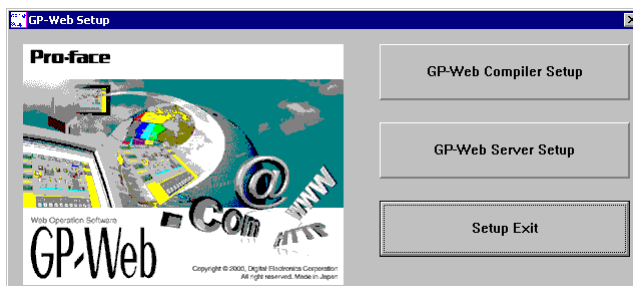 GP-Web Setup
Pro-face
@
.Com
WWW
HTTP
Web Operation Software
GP-Web
Copyright © 2000, Digital Electronics Corporation
All right reserved. Made in Japan
GP-Web Compiler Setup
GP-Web Server Setup
Setup Exit